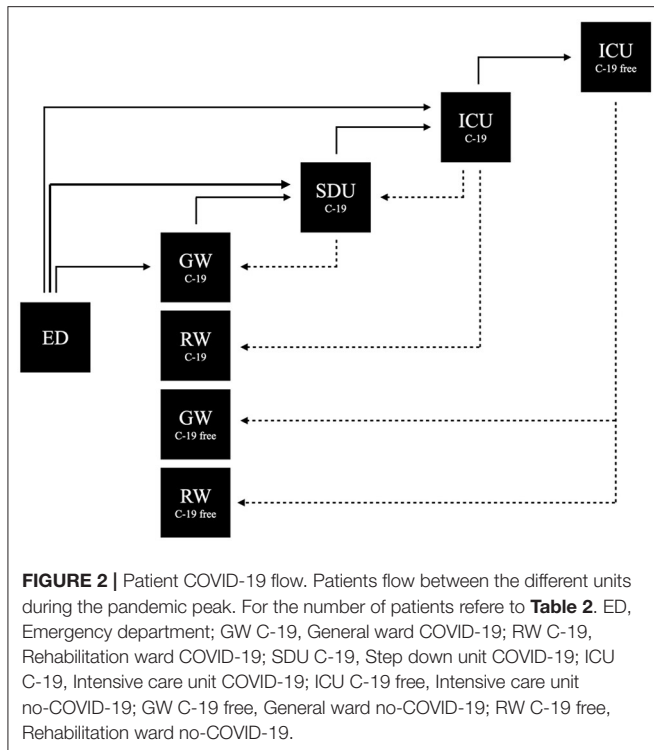 ICU
C-19 free
ICU
C-19
SDU
C-19
GW
C-19
ED
RW
C-19
GW
C-19 free
RW
C-19 free
FIGURE 2 | Patient COVID-19 flow. Patients flow between the different units
during the pandemic peak. For the number of patients refere to Table 2. ED,
Emergency department; GW C-19, General ward COVID-19; RW C-19,
Rehabilitation ward COVID-19; SDU C-19, Step down unit COVID-19; ICU
C-19, Intensive care unit COVID-19; ICU C-19 free, Intensive care unit
no-COVID-19; GW C-19 free, General ward no-COVID-19; RW C-19 free,
Rehabilitation ward no-COVID-19.